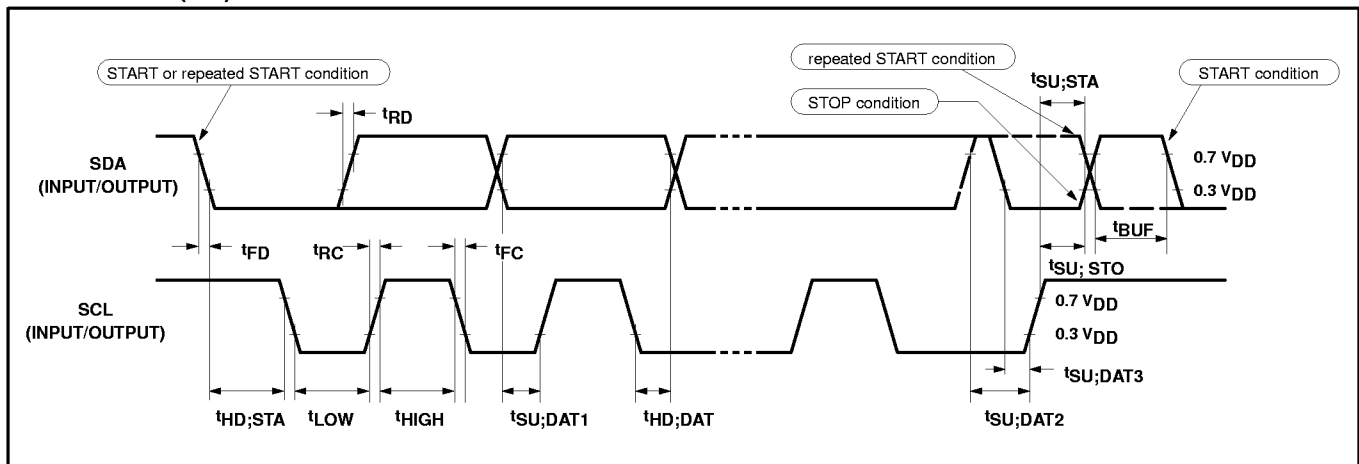 START or repeated START condition
tRD
repeated START condition
tSU;STA
START condition
STOP condition
SDA
(INPUT/OUTPUT)
0.7 VDD
0.3 VDD
tFD
tRC
tFC
tBUF
tSU; STO
SCL
(INPUT/OUTPUT)
0.7 VDD
0.3 VDD
tSU;DAT3
tHD;STA
tLOW
tHIGH
tSU;DAT1
tHD;DAT
tSU;DAT2